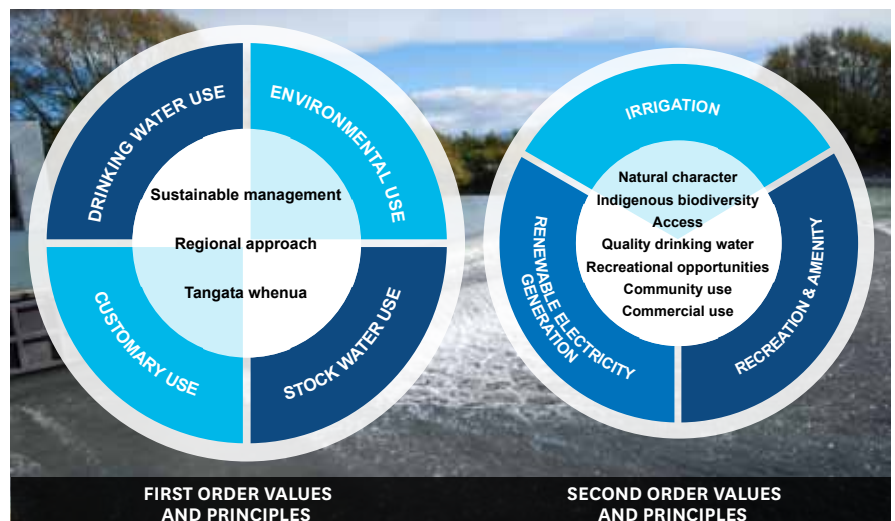 DRINKING WATER USE
ENVIRONMENTAL USE
Sustainable management
Regional approach
Tangata whenua
CUSTOMARY USE
STOCK WATER USE
FIRST ORDER VALUES
AND PRINCIPLES
IRRIGATION
Natural character
Indigenous biodiversity
Access
Quality drinking water
Recreational opportunities
Community use
Commercial use
RENEWABLE ELECTRICITY
GENERATION
RECREATION & AMENITY
SECOND ORDER VALUES
AND PRINCIPLES